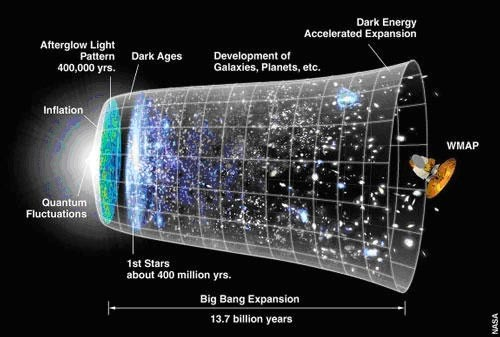 Dark Energy
Accelerated Expansion
Afterglow Light
Pattern
400,000 yrs.
Dark Ages
Development of
Galaxies, Planets, etc.
Inflation
WMAP
Quantum
Fluctuations
1st Stars
about 400 million yrs.
Big Bang Expansion
13.7 billion years
NASA